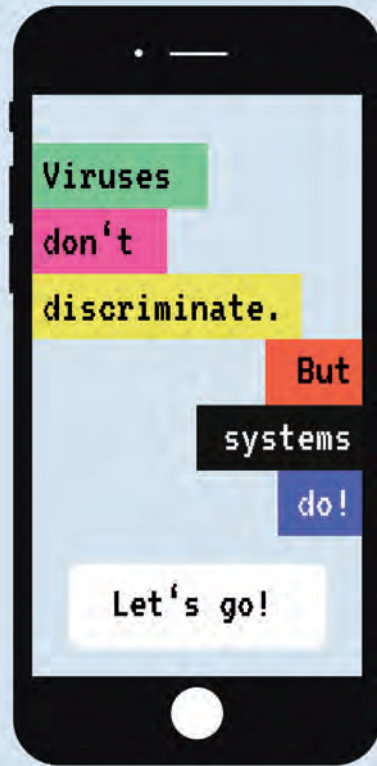 Viruses
don‘t
discriminate.
But
systems
do!
Let‘s go!